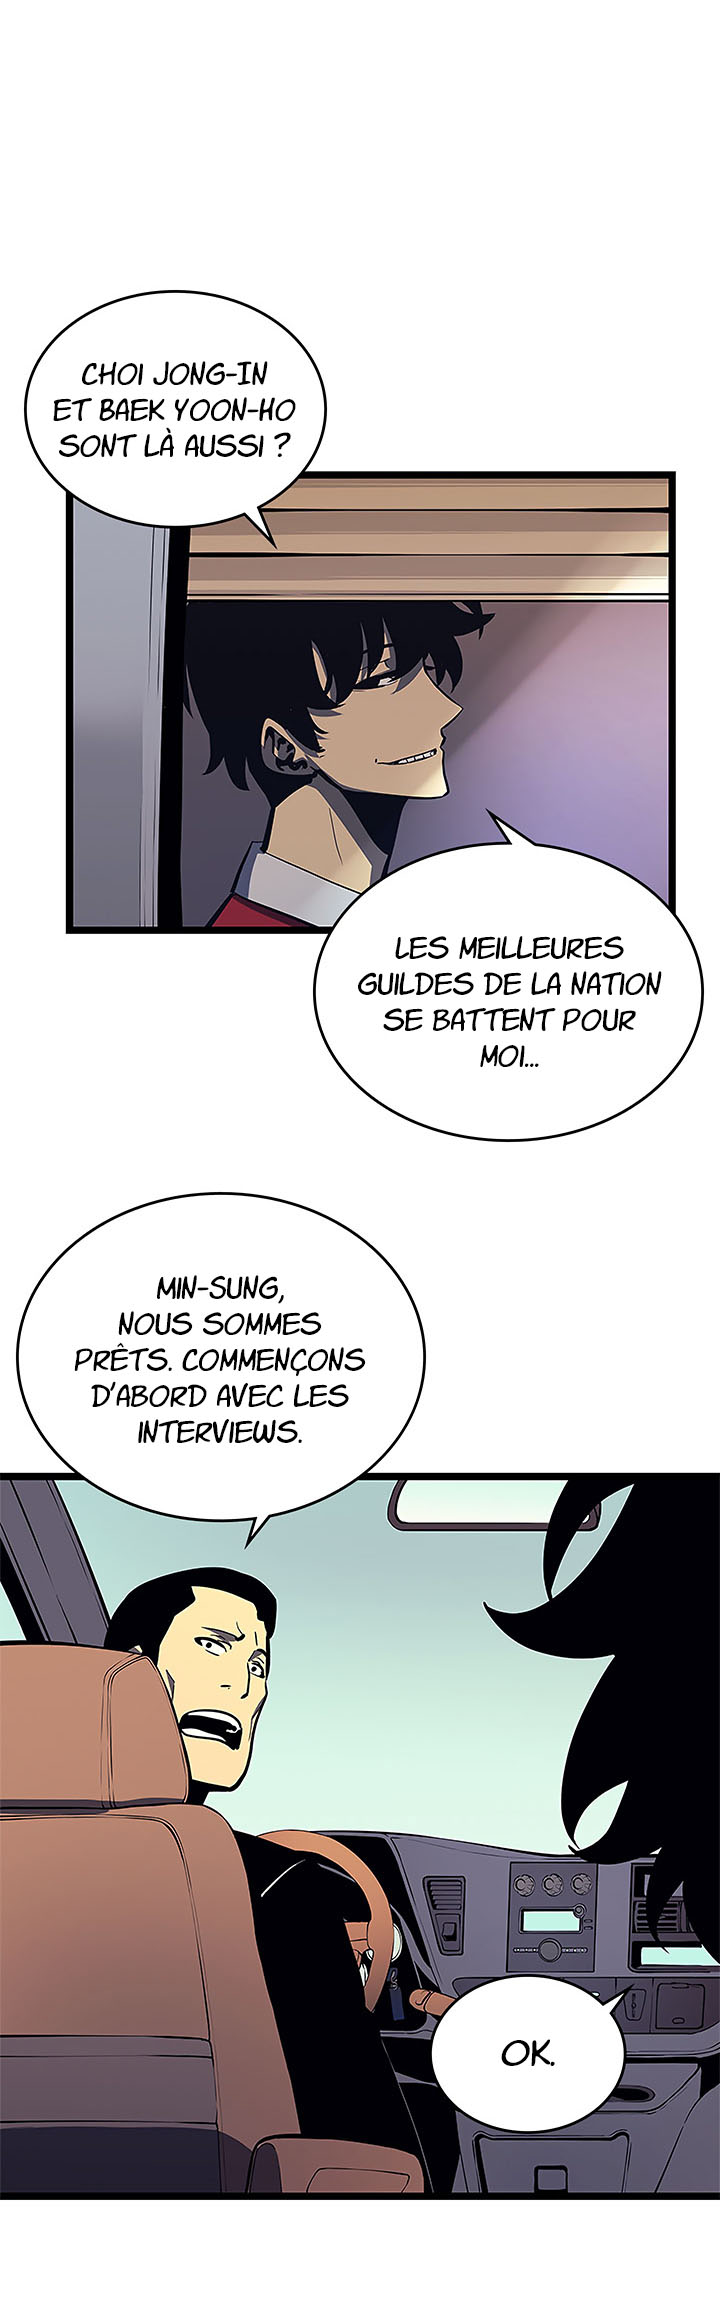 CHOI JONG-IN
ET BAEK YOON-HO
SONT LÀ AUSSI ?
LES MEILLEURES
GUILDES DE LA NATION
SE BATTENT POUR
MOI...
MIN-SUNG,
NOUS SOMMES
PRÊTS. COMMENÇONS
D'ABORD AVEC LES
INTERVIEWS.
OK.